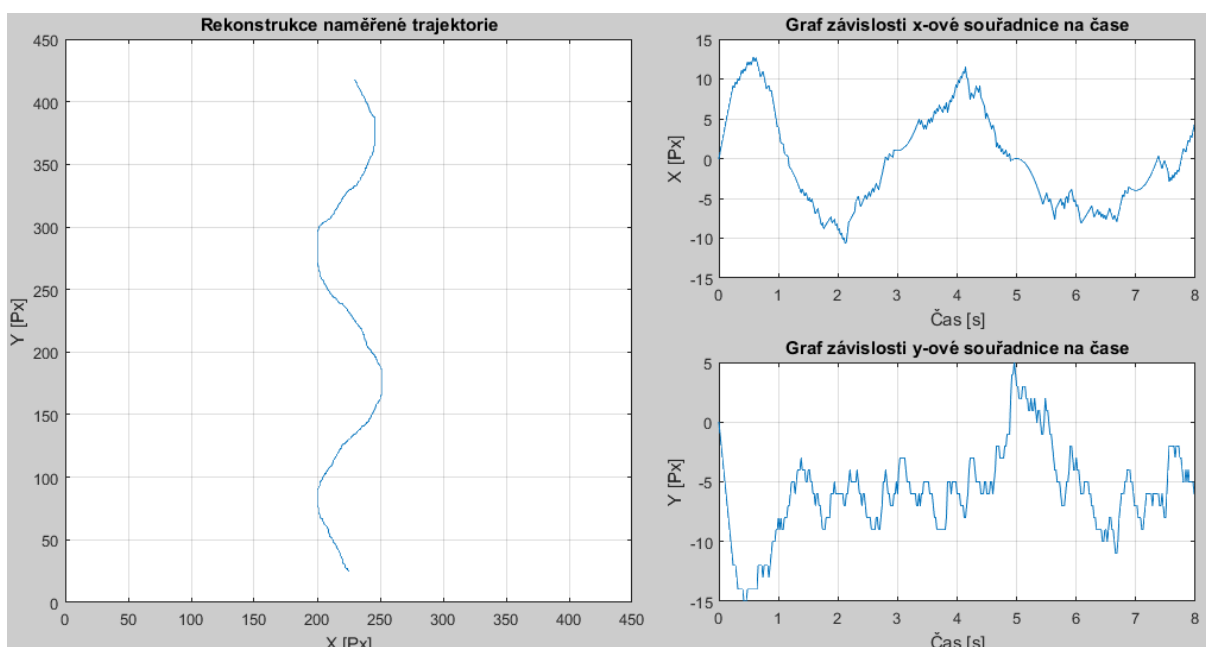 Rekonstrukce naměřené trajektorie
450
400
350
300
250
200
150
100
50
0
Y [Px]
0 50 100 150 200 250 300 350 400 450
X [Px]
Graf závislosti x-ové souřadnice na čase
15
10
5
0
-5
-10
-15
X [Px]
0 1 2 3 4 5 6 7 8
Čas [s]
Graf závislosti y-ové souřadnice na čase
5
0
-5
-10
-15
Y [Px]
0 1 2 3 4 5 6 7 8
Čas [s]